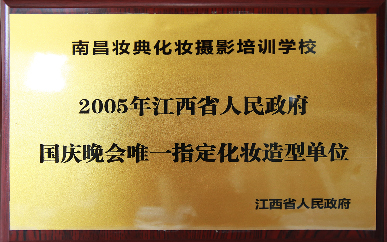 南昌妆典化妆摄影培训学校
2005年江西省人民政府
国庆晚会唯一指定化妆造型单位
江西省人民政府